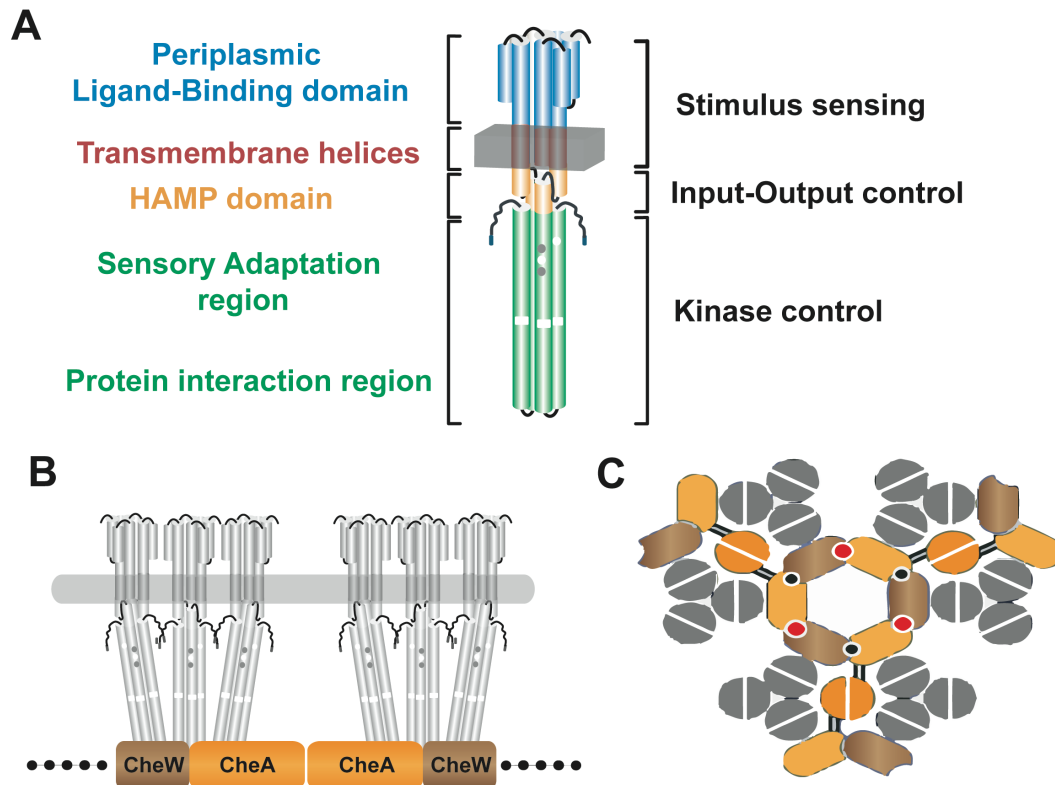 A
Periplasmic
Ligand-Binding domain
Transmembrane helices
HAMP domain
Sensory Adaptation
region
Protein interaction region
Stimulus sensing
Input-Output control
Kinase control
B
CheW
CheA
CheA
CheW
C